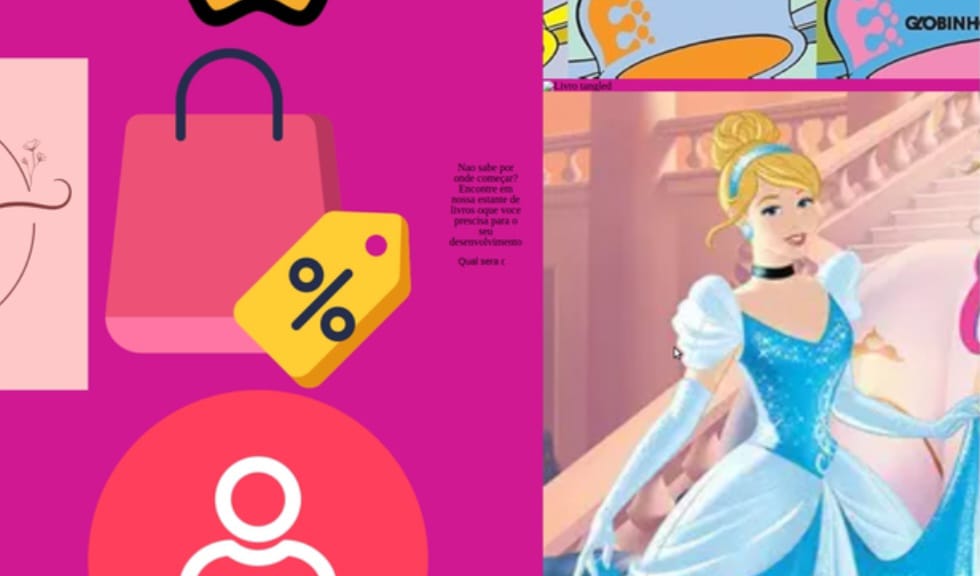 GLOBINH
Livro tangled
Nao sabe por
onde começar?
Encontre em
nossa estante de
livros oque voce
prescisa para o
seu
desenvolvimento
Qual sera c
%